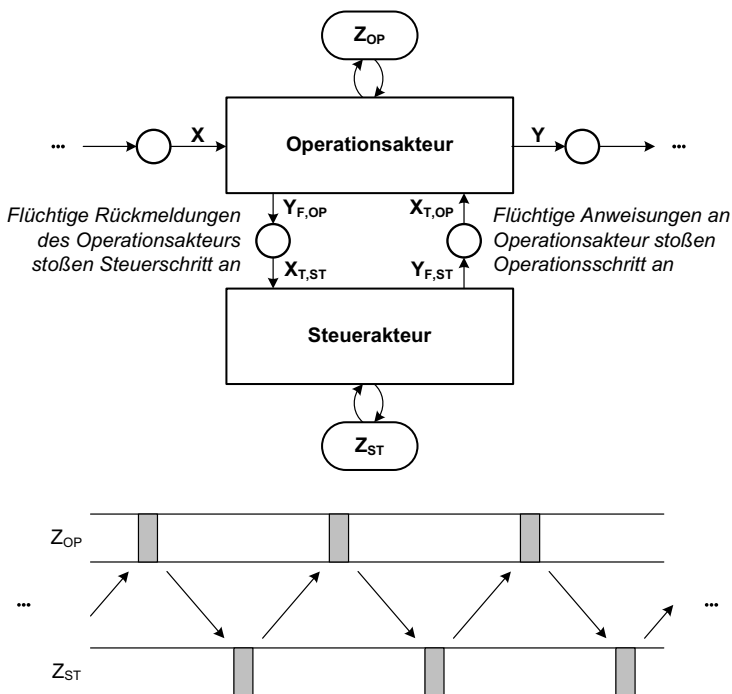 Z_OP
... X Operationsakteur Y ...
Flüchtige Rückmeldungen
des Operationsakteurs
stoßen Steuerschritt an
Y_F,OP
X_T,ST
X_T,OP
Y_F,ST
Flüchtige Anweisungen an
Operationsakteur stoßen
Operationsschritt an
Steuerakteur
Z_ST
Z_OP
... ...
Z_ST